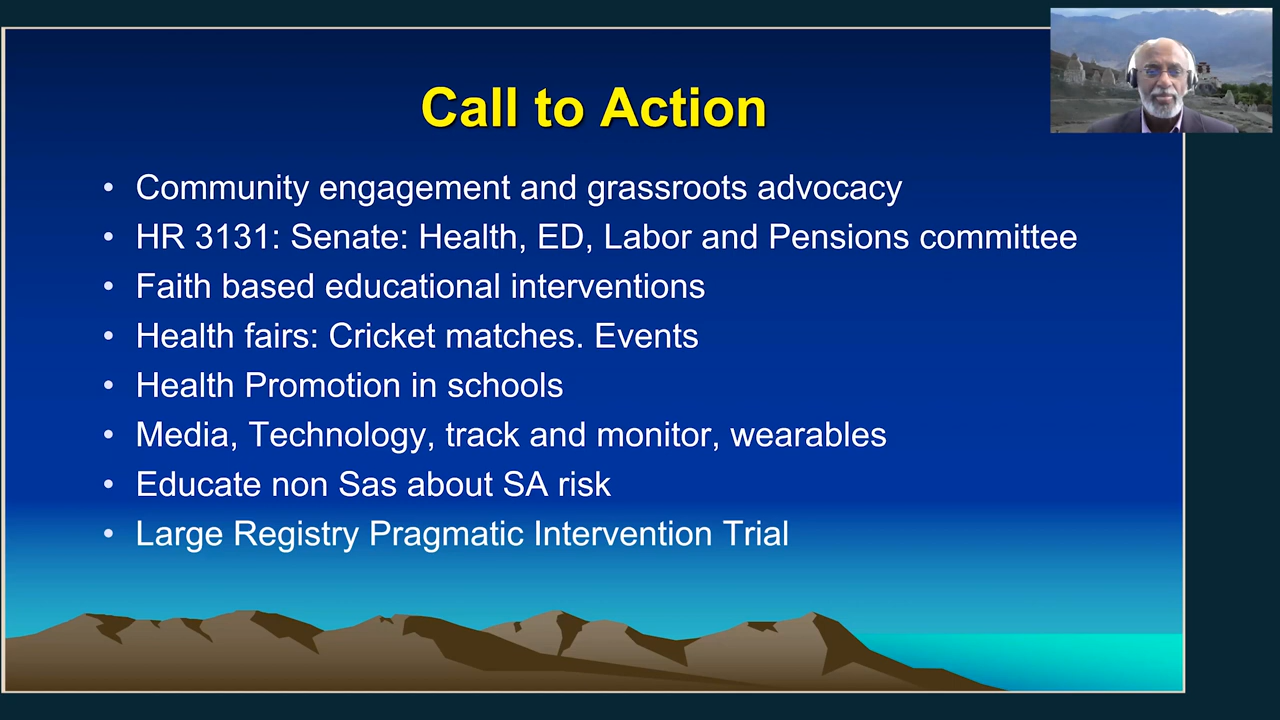 Call to Action
• Community engagement and grassroots advocacy
• HR 3131: Senate: Health, ED, Labor and Pensions committee
• Faith based educational interventions
• Health fairs: Cricket matches. Events
• Health Promotion in schools
• Media, Technology, track and monitor, wearables
• Educate non Sas about SA risk
• Large Registry Pragmatic Intervention Trial